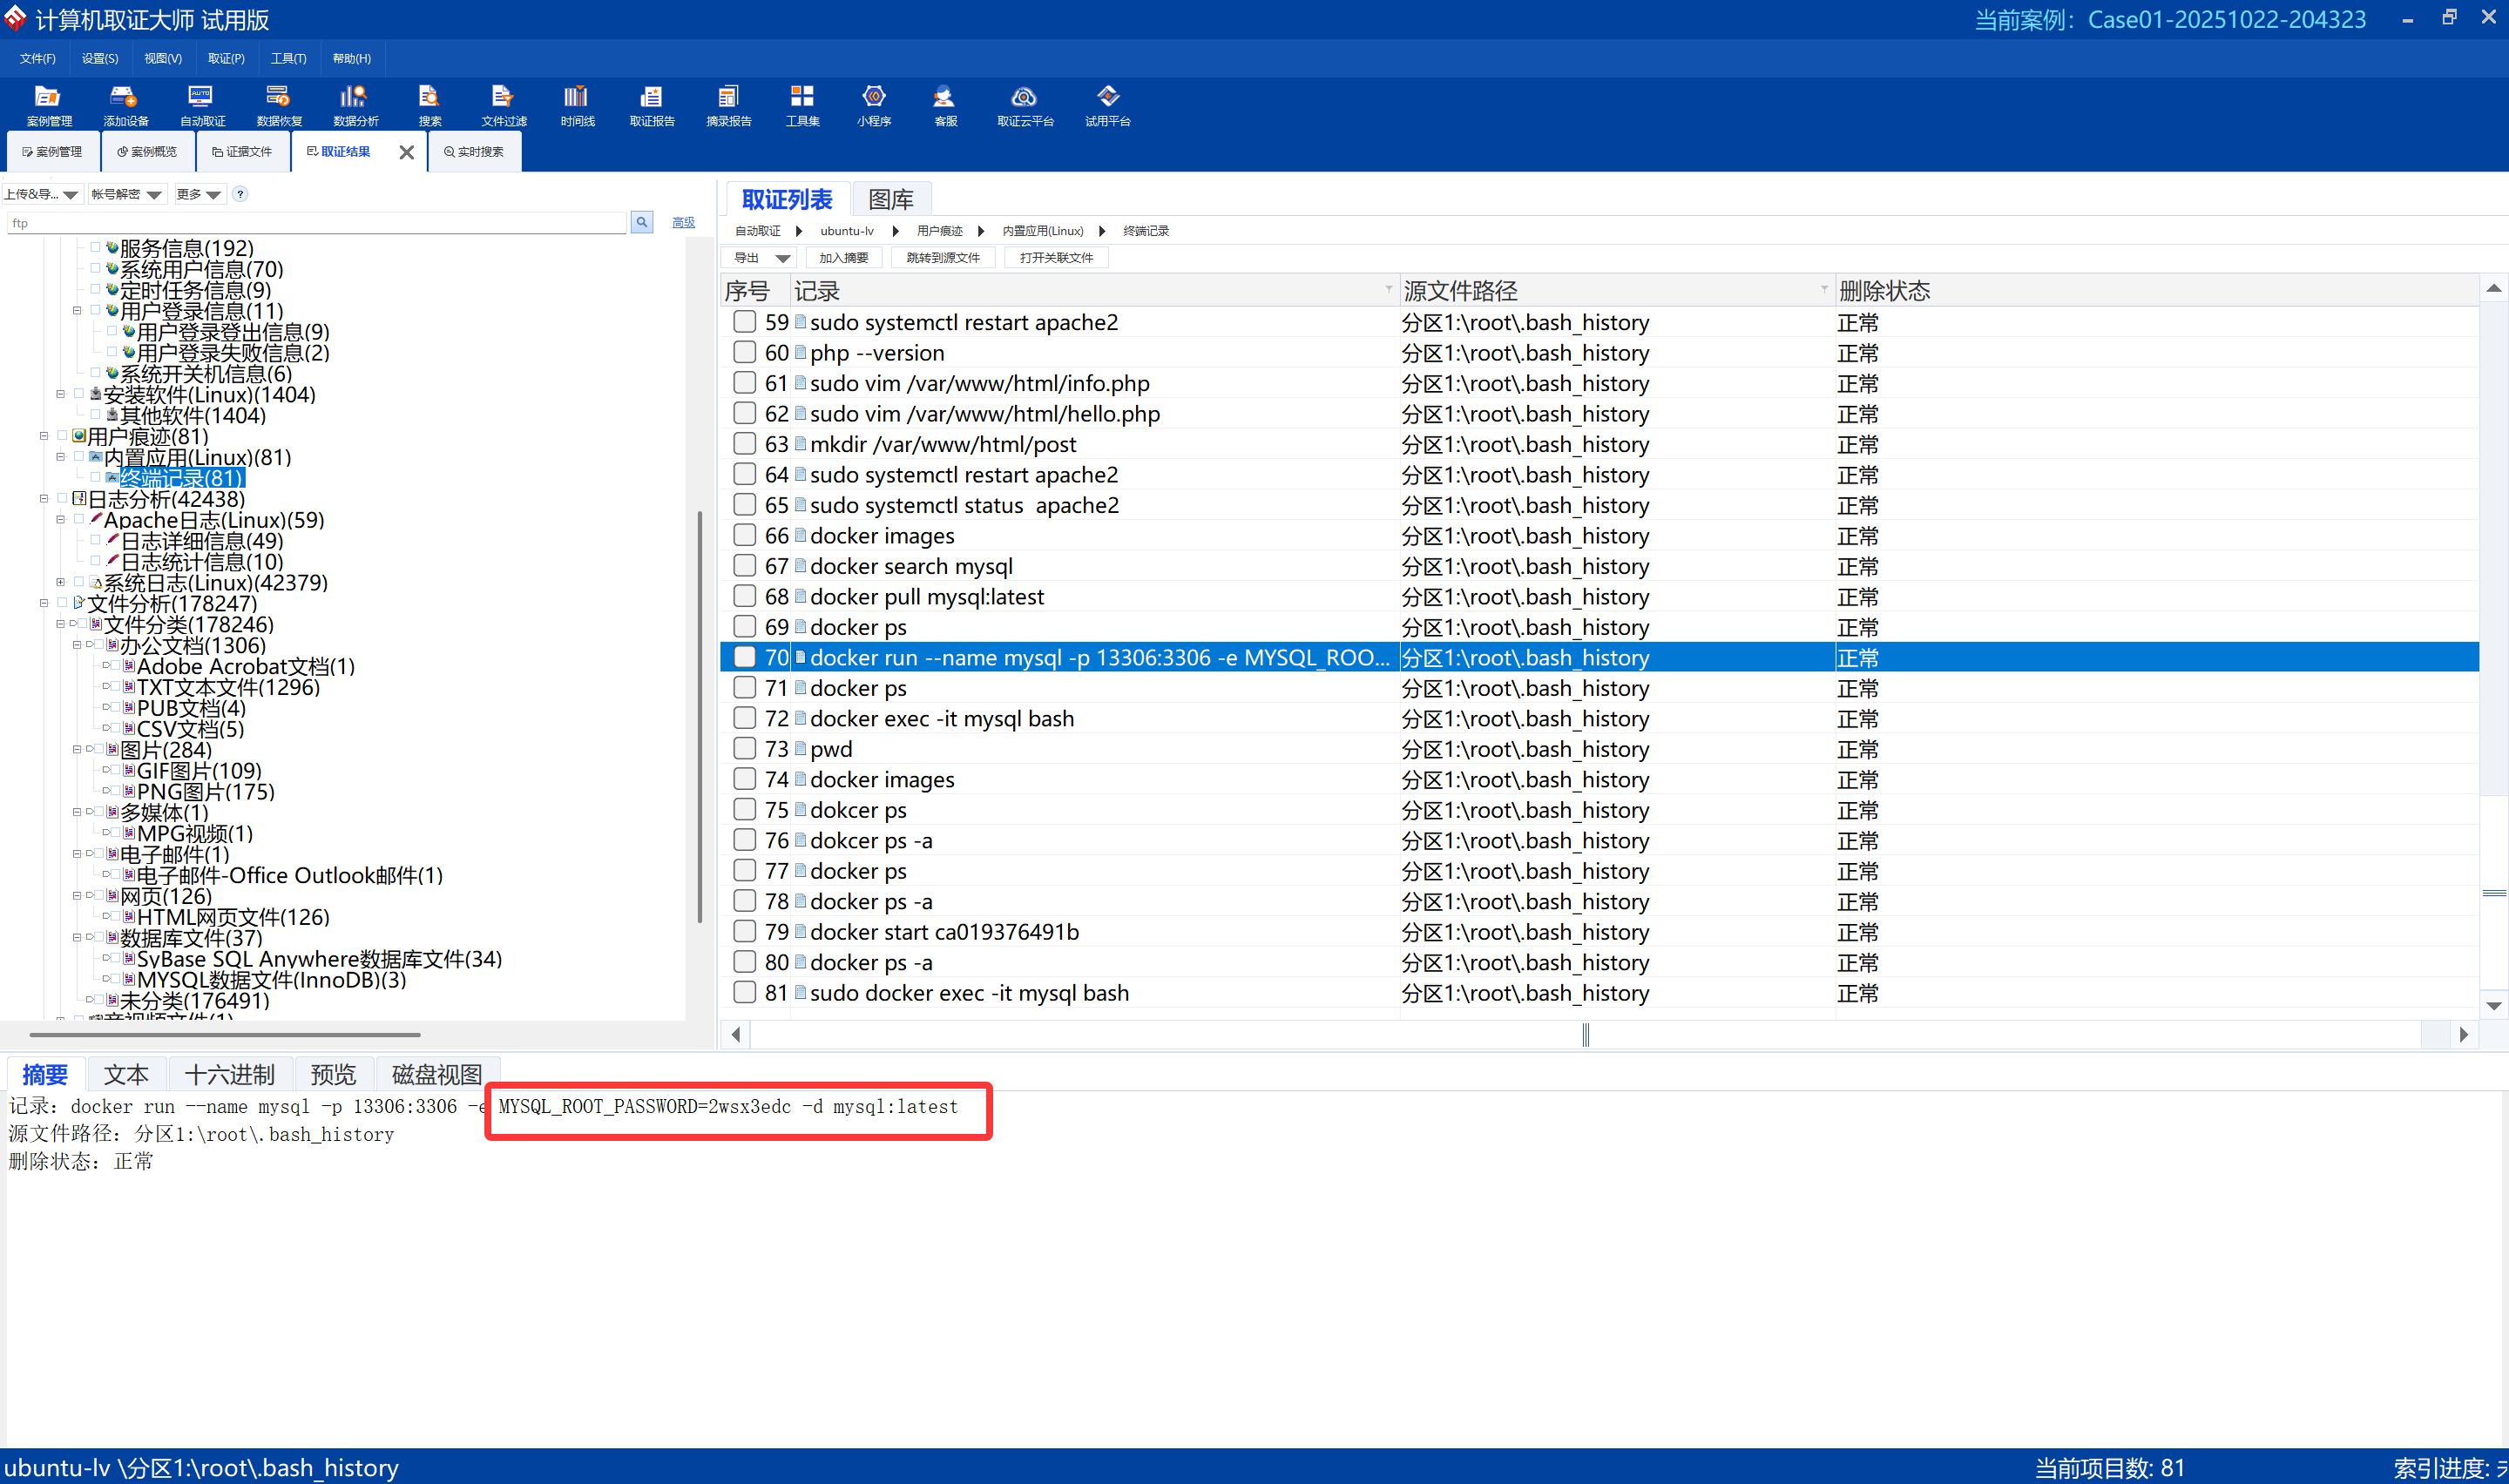 计算机取证大师 试用版
当前案例：Case01-20251022-204323
文件(F) 设置(S) 视图(V) 取证(P) 工具(T) 帮助(H)
案例管理 添加设备 自动取证 数据恢复 数据分析 搜索 文件过滤 时间线 取证报告 摘录报告 工具集 小程序 客服 取证云平台 试用平台
案例管理 案例概览 证据文件 取证结果 实时搜索
上传&导... 帐号解密 更多 ?
ftp 高级
服务信息(192)
系统用户信息(70)
定时任务信息(9)
用户登录信息(11)
用户登录登出信息(9)
用户登录失败信息(2)
系统开关机信息(6)
安装软件(Linux)(1404)
其他软件(1404)
用户痕迹(81)
内置应用(Linux)(81)
终端记录(81)
日志分析(42438)
Apache日志(Linux)(59)
日志详细信息(49)
日志统计信息(10)
系统日志(Linux)(42379)
文件分析(178247)
文件分类(178246)
办公文档(1306)
Adobe Acrobat文档(1)
TXT文本文件(1296)
PUB文档(4)
CSV文档(5)
图片(284)
GIF图片(109)
PNG图片(175)
多媒体(1)
MPG视频(1)
电子邮件(1)
电子邮件-Office Outlook邮件(1)
网页(126)
HTML网页文件(126)
数据库文件(37)
SyBase SQL Anywhere数据库文件(34)
MYSQL数据文件(InnoDB)(3)
未分类(176491)
取证列表 图库
自动取证 ubuntu-lv 用户痕迹 内置应用(Linux) 终端记录
导出 加入摘要 跳转到源文件 打开关联文件
序号 记录 源文件路径 删除状态
59 sudo systemctl restart apache2 分区1:\root\.bash_history 正常
60 php --version 分区1:\root\.bash_history 正常
61 sudo vim /var/www/html/info.php 分区1:\root\.bash_history 正常
62 sudo vim /var/www/html/hello.php 分区1:\root\.bash_history 正常
63 mkdir /var/www/html/post 分区1:\root\.bash_history 正常
64 sudo systemctl restart apache2 分区1:\root\.bash_history 正常
65 sudo systemctl status  apache2 分区1:\root\.bash_history 正常
66 docker images 分区1:\root\.bash_history 正常
67 docker search mysql 分区1:\root\.bash_history 正常
68 docker pull mysql:latest 分区1:\root\.bash_history 正常
69 docker ps 分区1:\root\.bash_history 正常
70 docker run --name mysql -p 13306:3306 -e MYSQL_ROO... 分区1:\root\.bash_history 正常
71 docker ps 分区1:\root\.bash_history 正常
72 docker exec -it mysql bash 分区1:\root\.bash_history 正常
73 pwd 分区1:\root\.bash_history 正常
74 docker images 分区1:\root\.bash_history 正常
75 dokcer ps 分区1:\root\.bash_history 正常
76 dokcer ps -a 分区1:\root\.bash_history 正常
77 docker ps 分区1:\root\.bash_history 正常
78 docker ps -a 分区1:\root\.bash_history 正常
79 docker start ca019376491b 分区1:\root\.bash_history 正常
80 docker ps -a 分区1:\root\.bash_history 正常
81 sudo docker exec -it mysql bash 分区1:\root\.bash_history 正常
摘要 文本 十六进制 预览 磁盘视图
记录：docker run --name mysql -p 13306:3306 -e MYSQL_ROOT_PASSWORD=2wsx3edc -d mysql:latest
源文件路径：分区1:\root\.bash_history
删除状态：正常
ubuntu-lv \分区1:\root\.bash_history
当前项目数: 81
索引进度: